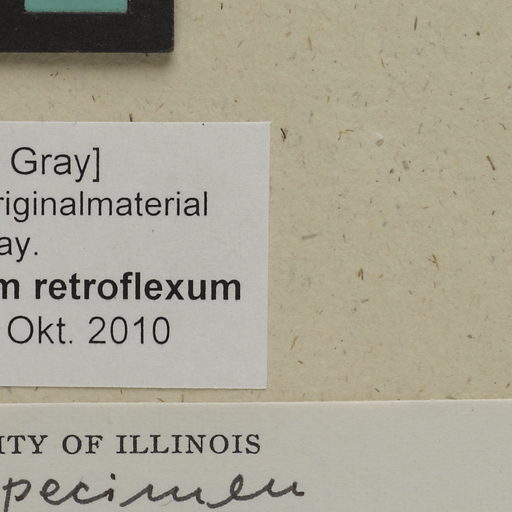 Gray]
riginalmaterial
ay.
m retroflexum
Okt. 2010
ITY OF ILLINOIS
pecimen